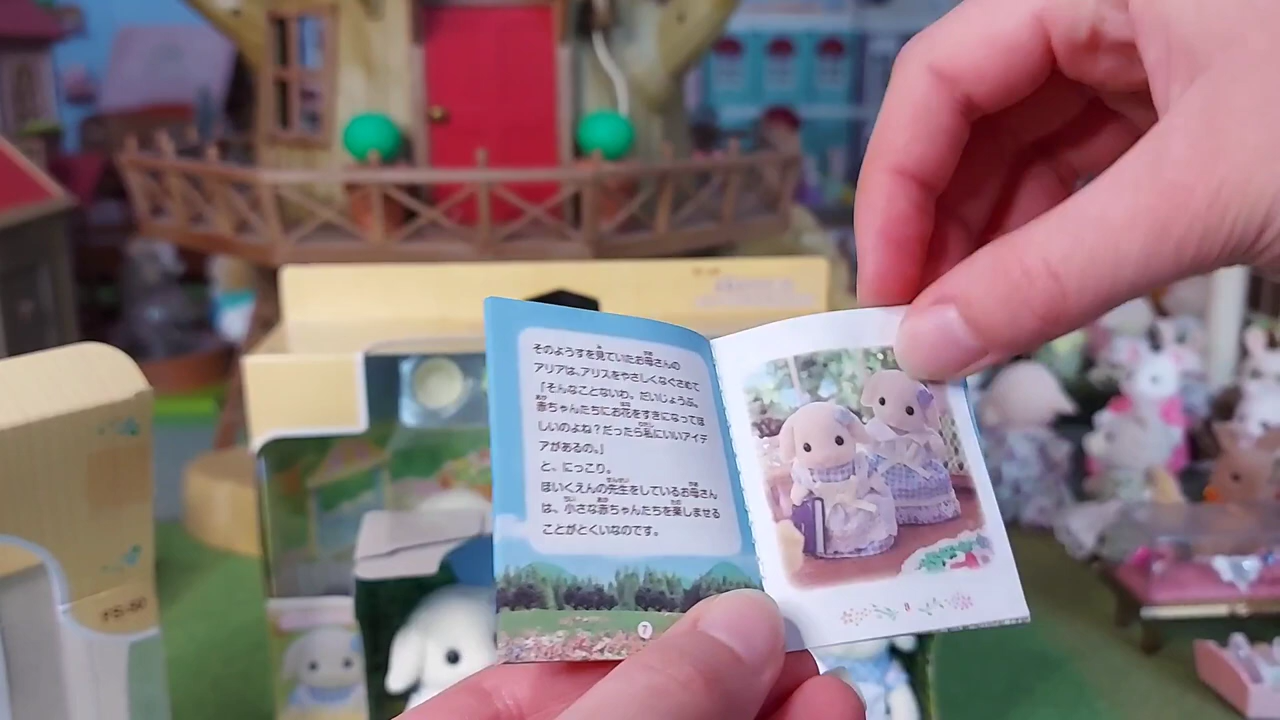 そのようすを見ていたお母さんの
アリアは、アリスをやさしくなぐさめて
「そんなことないわ。だいじょうぶ。
赤ちゃんたちにお花をすきになってほ
しいのよね？だったら私にいいアイデ
アがあるの。」
と、にっこり。
ほいくえんの先生をしているお母さん
は、小さな赤ちゃんたちを楽しませる
ことがとくいなのです。
7
8
FS-50